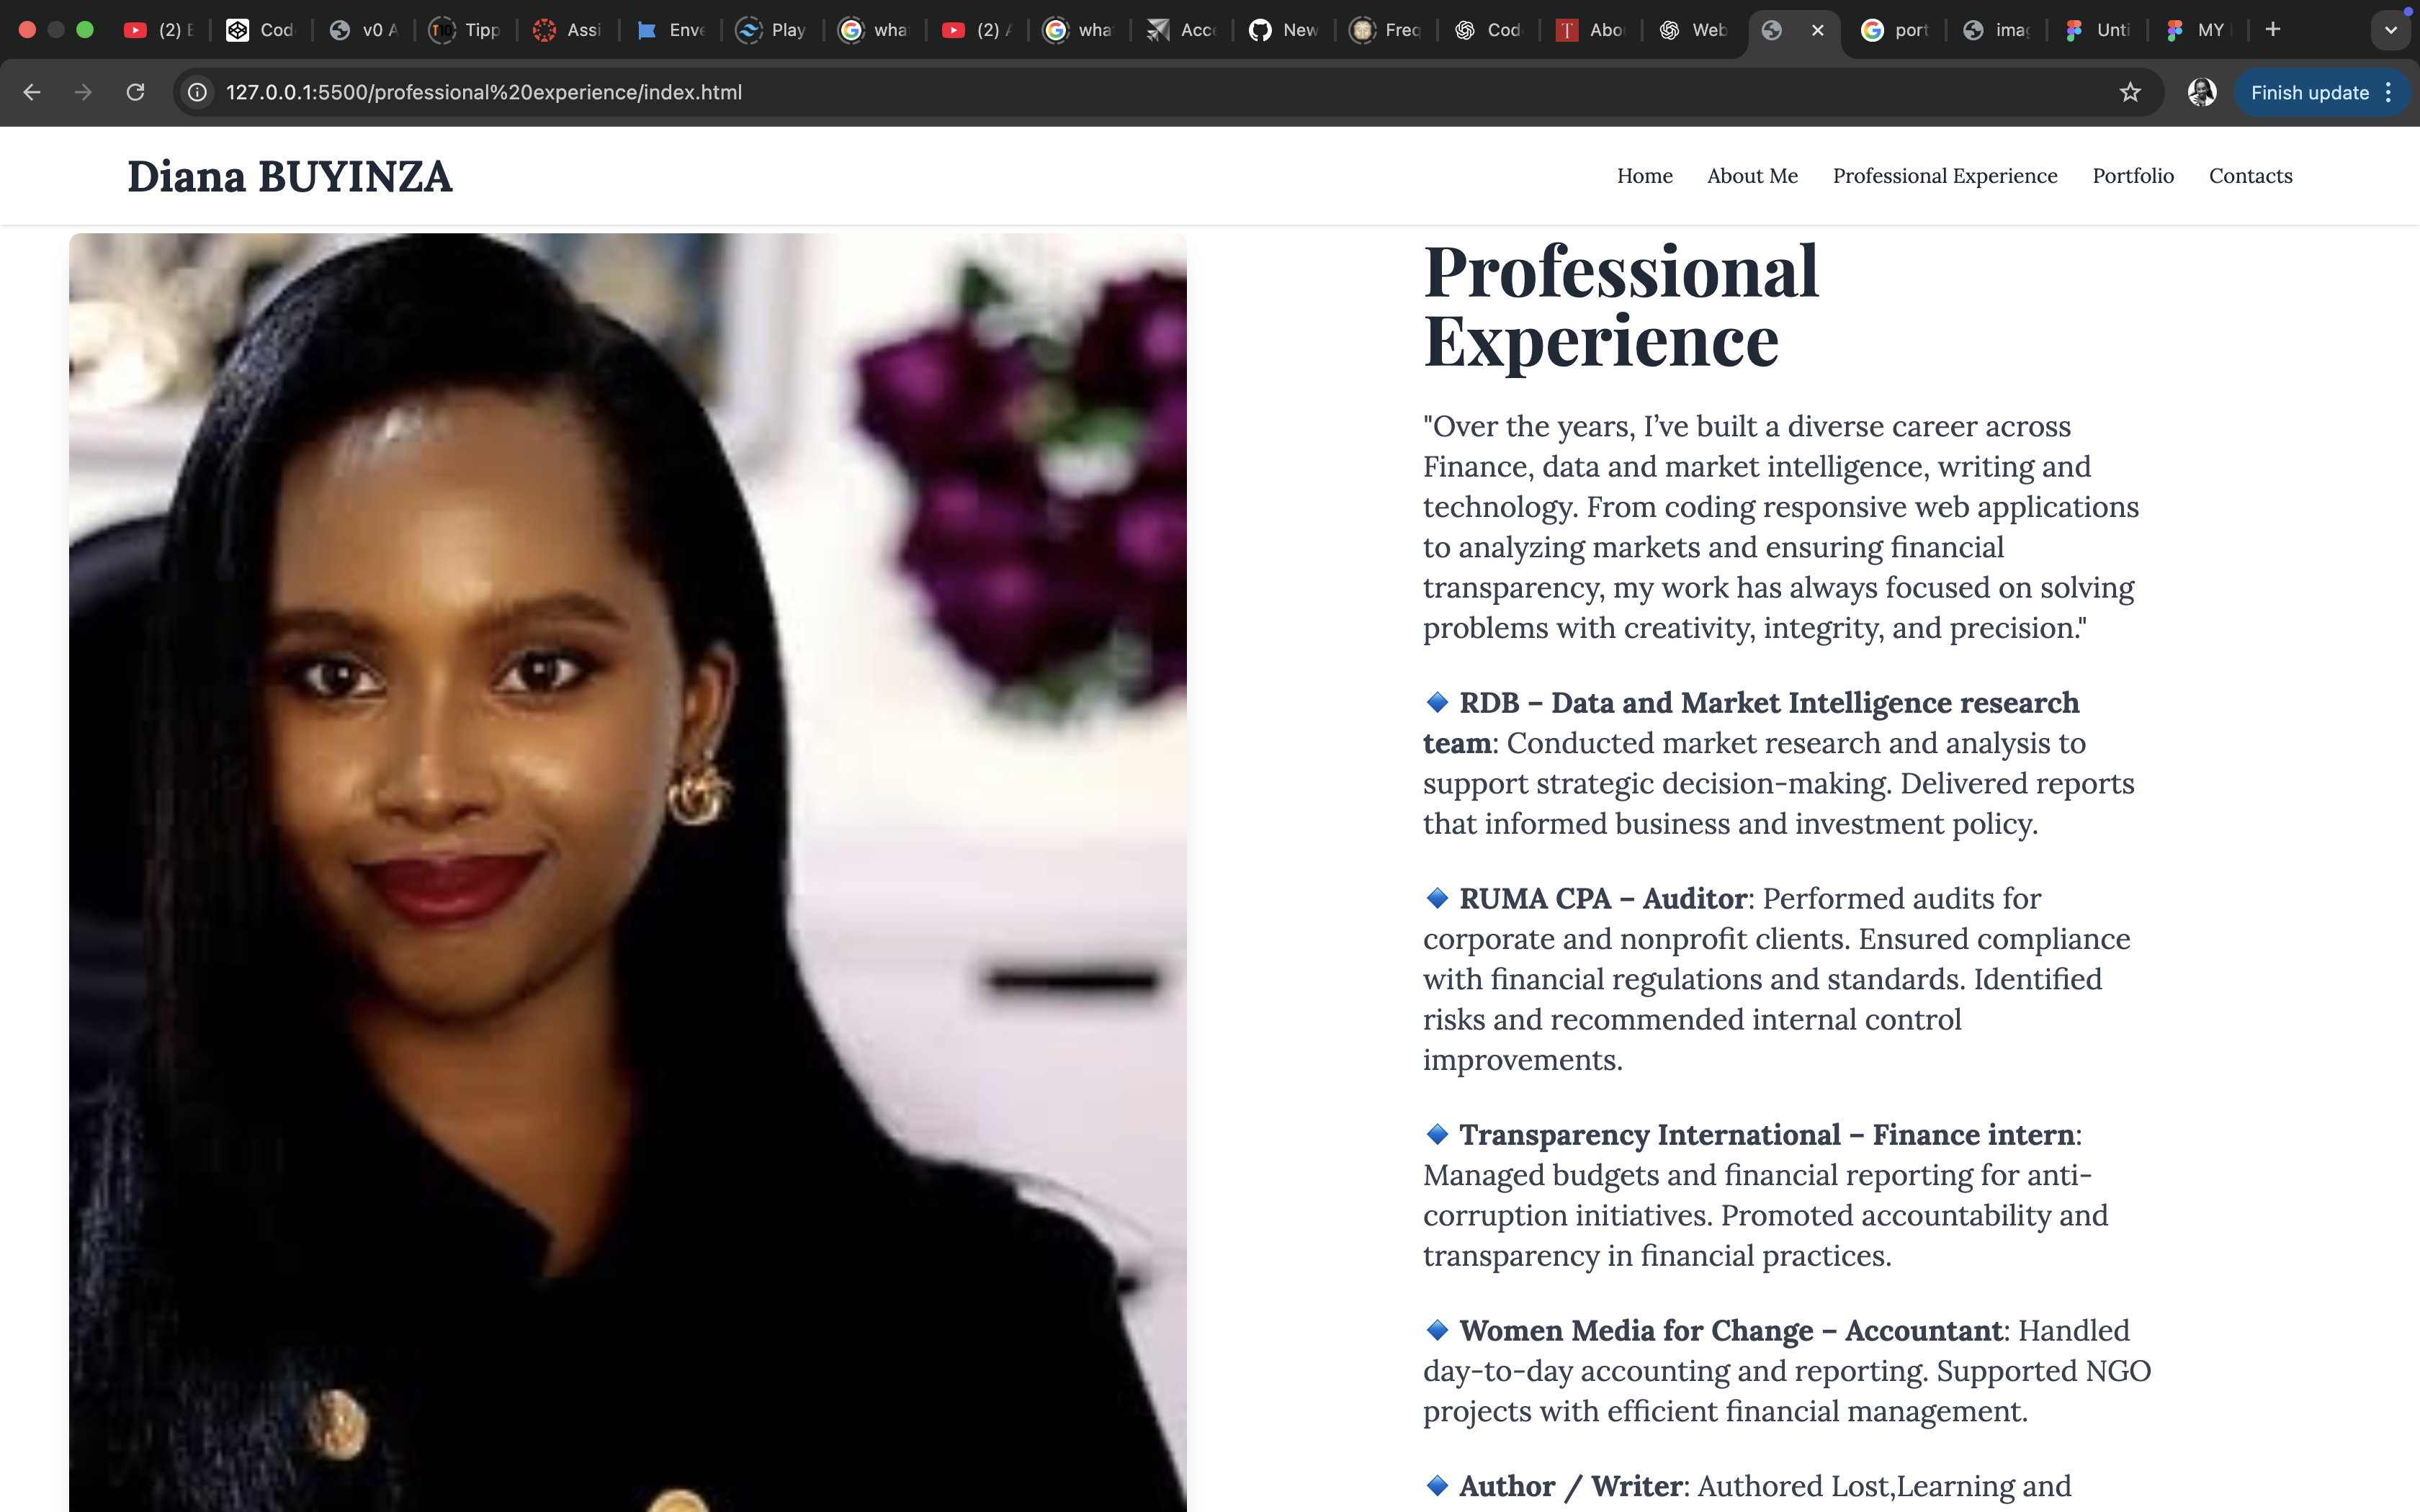 (2) E
Cod
v0 A
Tipp
Assi
Enve
Play
wha
(2) A
wha
Acce
New
Freq
Cod
Abo
Web
port
imag
Unti
MY
127.0.0.1:5500/professional%20experience/index.html
Finish update
Diana BUYINZA
Home
About Me
Professional Experience
Portfolio
Contacts
Professional
Experience
"Over the years, I’ve built a diverse career across
Finance, data and market intelligence, writing and
technology. From coding responsive web applications
to analyzing markets and ensuring financial
transparency, my work has always focused on solving
problems with creativity, integrity, and precision."
🔹 RDB – Data and Market Intelligence research
team: Conducted market research and analysis to
support strategic decision-making. Delivered reports
that informed business and investment policy.
🔹 RUMA CPA – Auditor: Performed audits for
corporate and nonprofit clients. Ensured compliance
with financial regulations and standards. Identified
risks and recommended internal control
improvements.
🔹 Transparency International – Finance intern:
Managed budgets and financial reporting for anti-
corruption initiatives. Promoted accountability and
transparency in financial practices.
🔹 Women Media for Change – Accountant: Handled
day-to-day accounting and reporting. Supported NGO
projects with efficient financial management.
🔹 Author / Writer: Authored Lost,Learning and